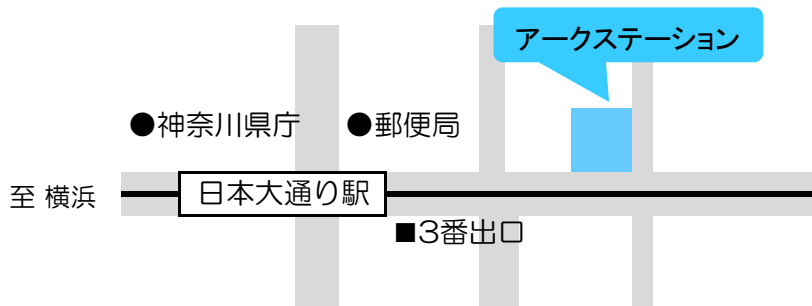 アークステーション
●神奈川県庁
●郵便局
至 横浜
日本大通り駅
■3番出口